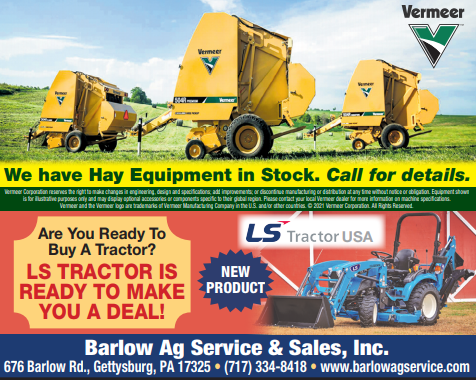 Vermeer
Vermeer
504R PREMIUM
Vermeer
We have Hay Equipment in Stock. Call for details.
Vermeer Corporation reserves the right to make changes in engineering, design and specifications; add improvements; or discontinue manufacturing or distribution at any time without notice or obligation. Equipment shown
is for illustrative purposes only and may display optional accessories or components specific to their global region. Please contact your local Vermeer dealer for more information on machine specifications.
Vermeer and the Vermeer logo are trademarks of Vermeer Manufacturing Company in the U.S. and/or other countries. © 2021 Vermeer Corporation. All Rights Reserved.
Are You Ready To
Buy A Tractor?
LS TRACTOR IS
READY TO MAKE
YOU A DEAL!
NEW
PRODUCT
LS Tractor USA
LS
Barlow Ag Service & Sales, Inc.
676 Barlow Rd., Gettysburg, PA 17325 • (717) 334-8418 • www.barlowagservice.com